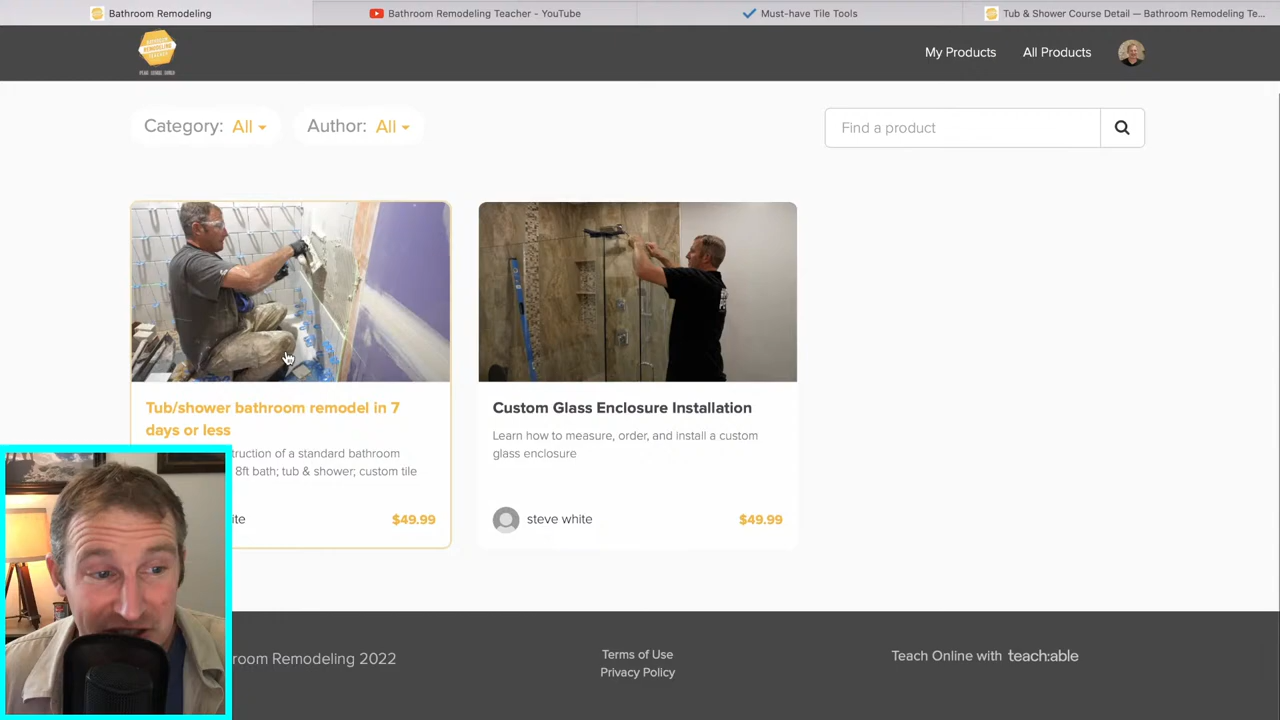 Bathroom Remodeling
Bathroom Remodeling Teacher - YouTube
Must-have Tile Tools
Tub & Shower Course Detail — Bathroom Remodeling Te...
REMODELING
My Products
All Products
Category: All
Author: All
Find a product
Tub/shower bathroom remodel in 7
days or less
truction of a standard bathroom
8ft bath; tub & shower; custom tile
ite
$49.99
Custom Glass Enclosure Installation
Learn how to measure, order, and install a custom
glass enclosure
steve white
$49.99
room Remodeling 2022
Terms of Use
Privacy Policy
Teach Online with teach:able